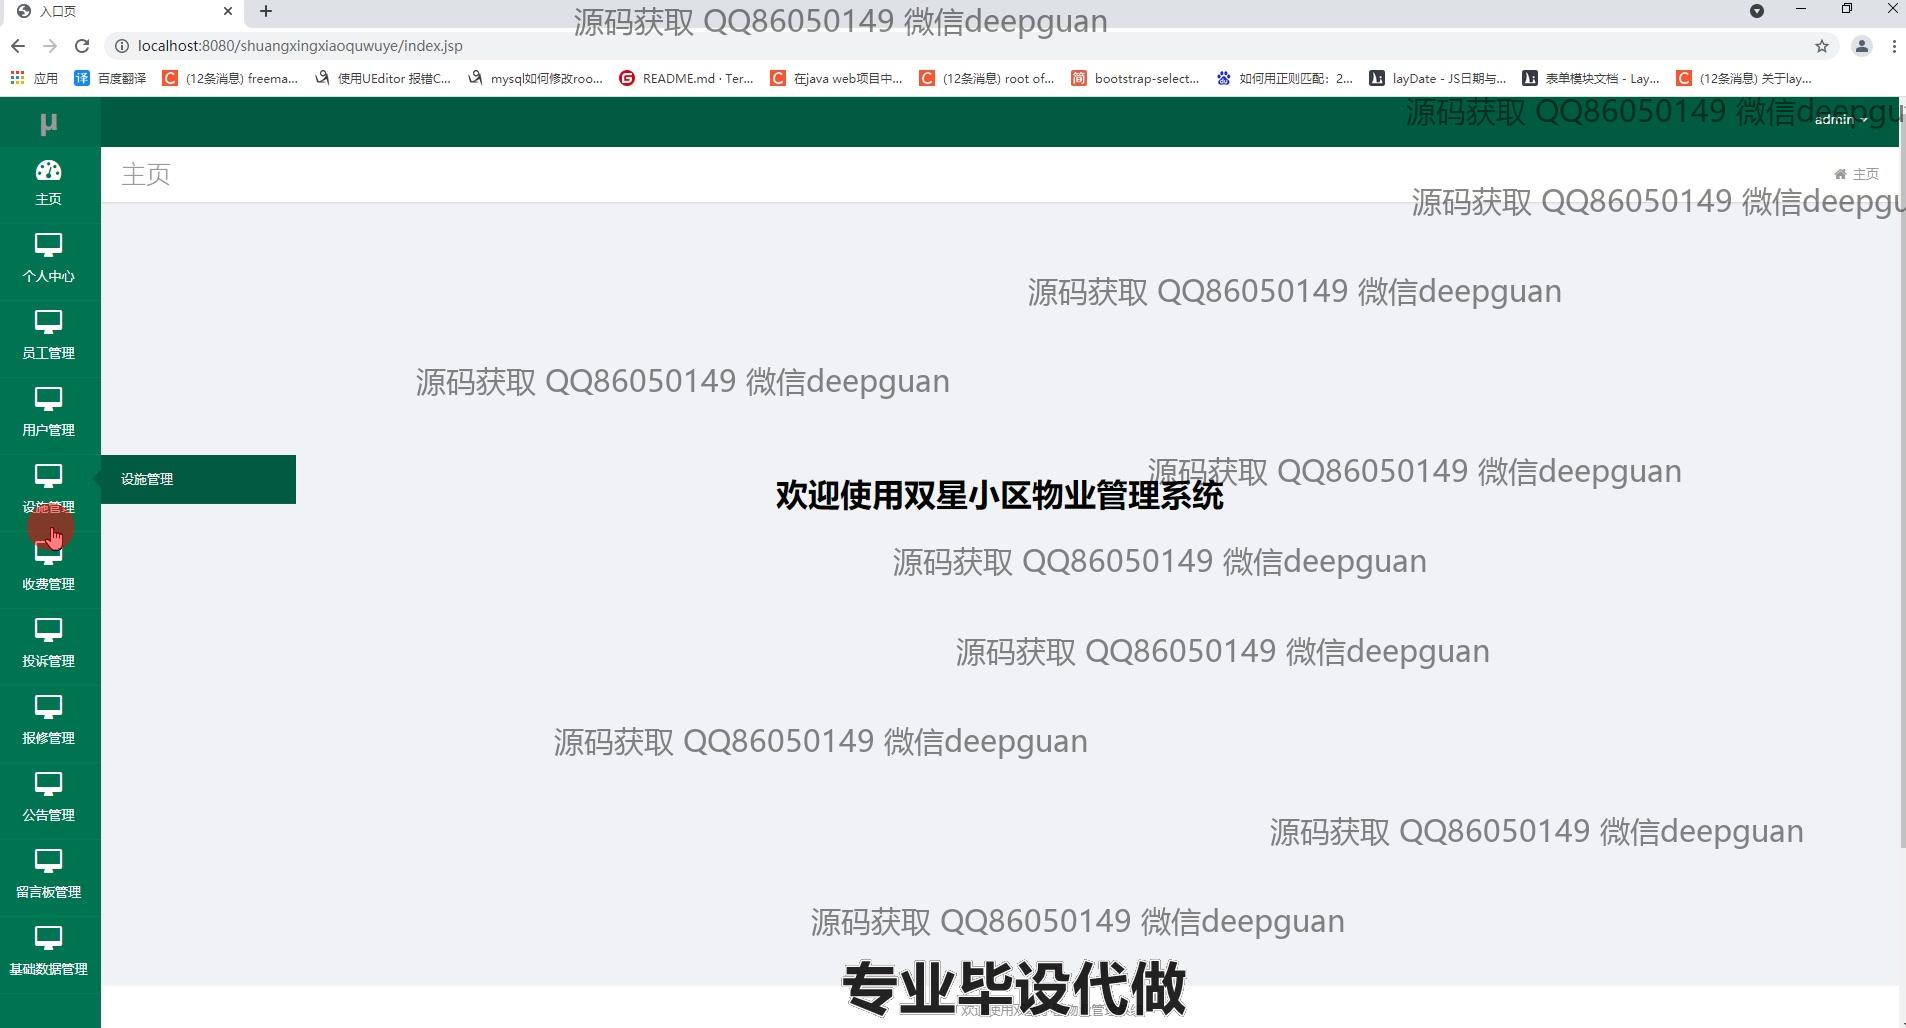 入口页
源码获取 QQ86050149 微信deepguan
localhost:8080/shuangxingxiaoquwuye/index.jsp
应用 百度翻译 (12条消息) freema... 使用UEditor 报错C... mysql如何修改roo... README.md · Ter... 在java web项目中... (12条消息) root of... bootstrap-select... 如何用正则匹配：2... layDate - JS日期与... 表单模块文档 - Lay... (12条消息) 关于lay...
μ
源码获取 QQ86050149 微信deepgu
admin
主页
主页
主页
源码获取 QQ86050149 微信deepgu
个人中心
源码获取 QQ86050149 微信deepguan
员工管理
源码获取 QQ86050149 微信deepguan
用户管理
源码获取 QQ86050149 微信deepguan
设施管理
设施管理
欢迎使用双星小区物业管理系统
源码获取 QQ86050149 微信deepguan
收费管理
源码获取 QQ86050149 微信deepguan
投诉管理
报修管理
源码获取 QQ86050149 微信deepguan
公告管理
源码获取 QQ86050149 微信deepguan
留言板管理
源码获取 QQ86050149 微信deepguan
基础数据管理
专业毕设代做